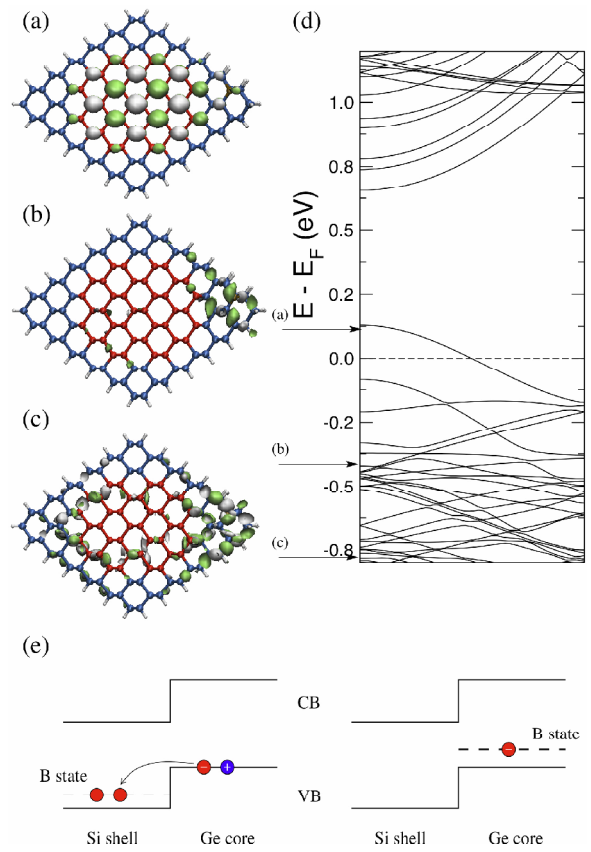 (a)
(b)
(c)
(d)
E - E_F (eV)
1.0
0.8
0.5
0.2
0.0
-0.2
-0.5
-0.8
(a)
(b)
(c)
(e)
CB
B state
B state
VB
Si shell Ge core Si shell Ge core